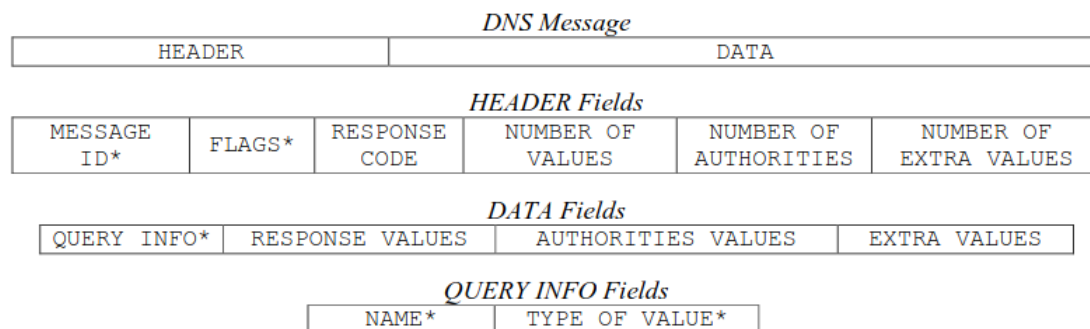 DNS Message
HEADER DATA
HEADER Fields
MESSAGE ID* FLAGS* RESPONSE CODE NUMBER OF VALUES NUMBER OF AUTHORITIES NUMBER OF EXTRA VALUES
DATA Fields
QUERY INFO* RESPONSE VALUES AUTHORITIES VALUES EXTRA VALUES
QUERY INFO Fields
NAME* TYPE OF VALUE*